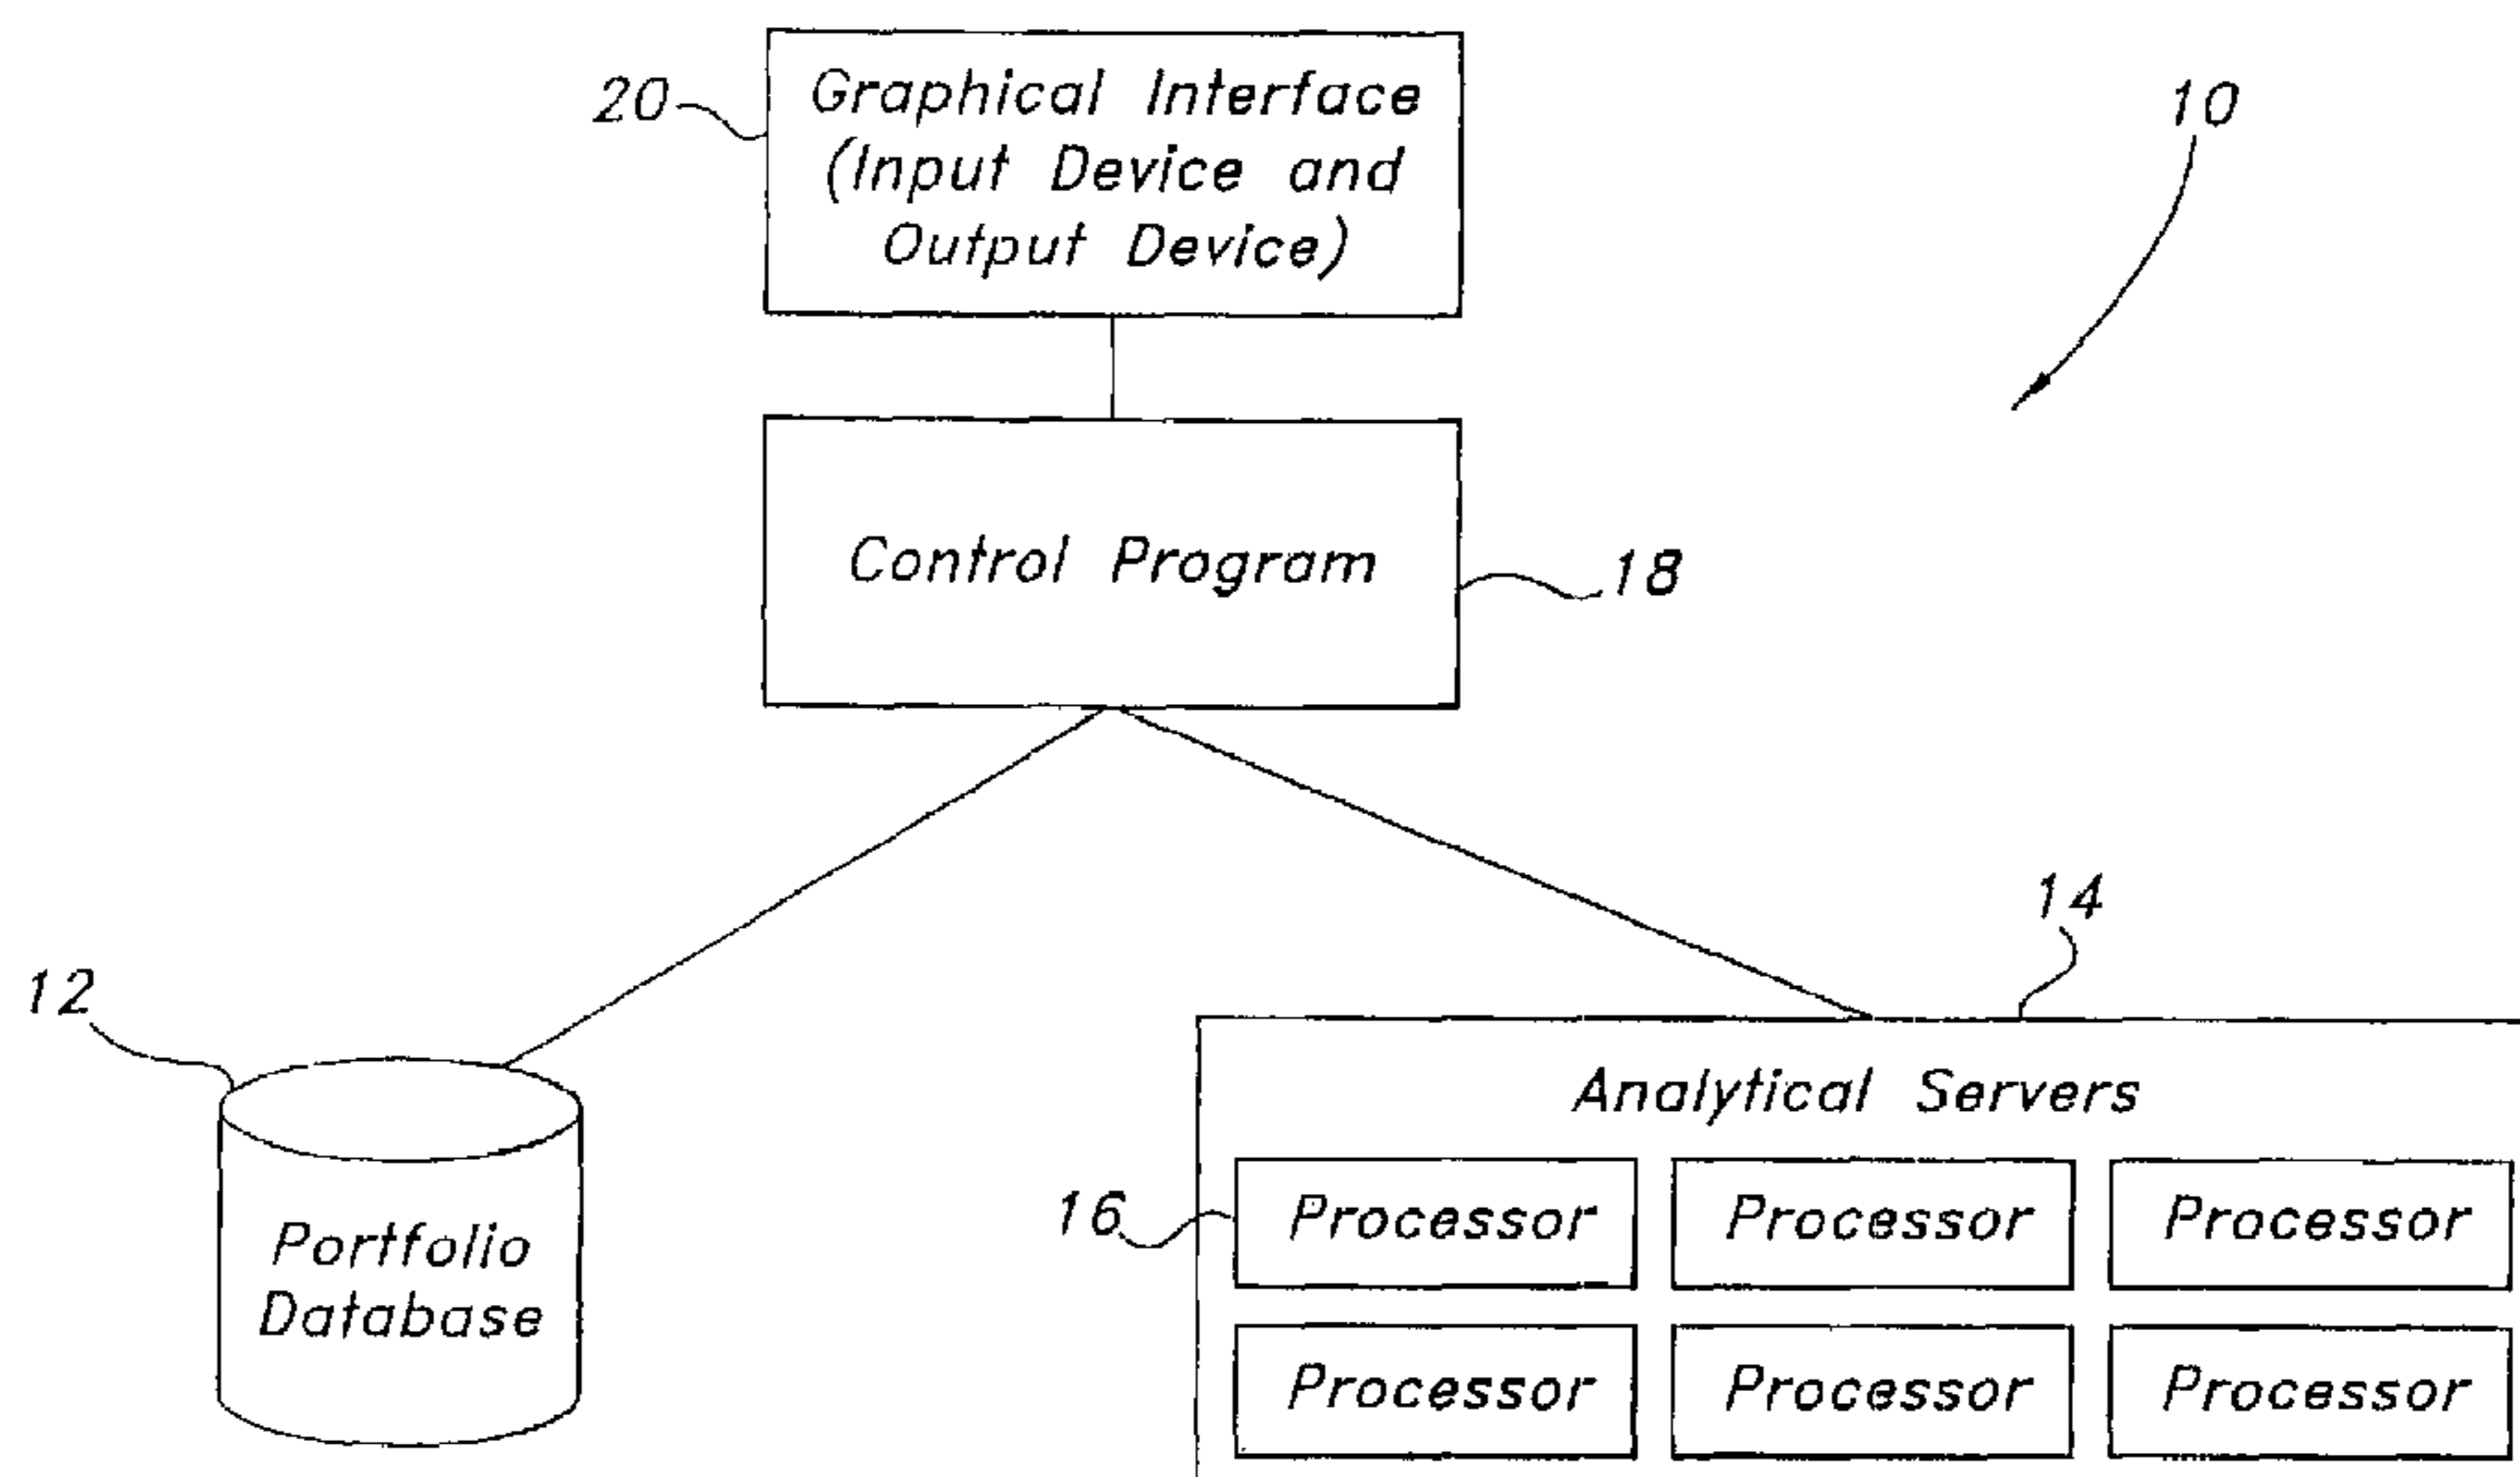 20
Graphical Interface
(Input Device and
Output Device)
10
Control Program
18
14
12
Analytical Servers
16
Processor
Processor
Processor
Portfolio
Database
Processor
Processor
Processor